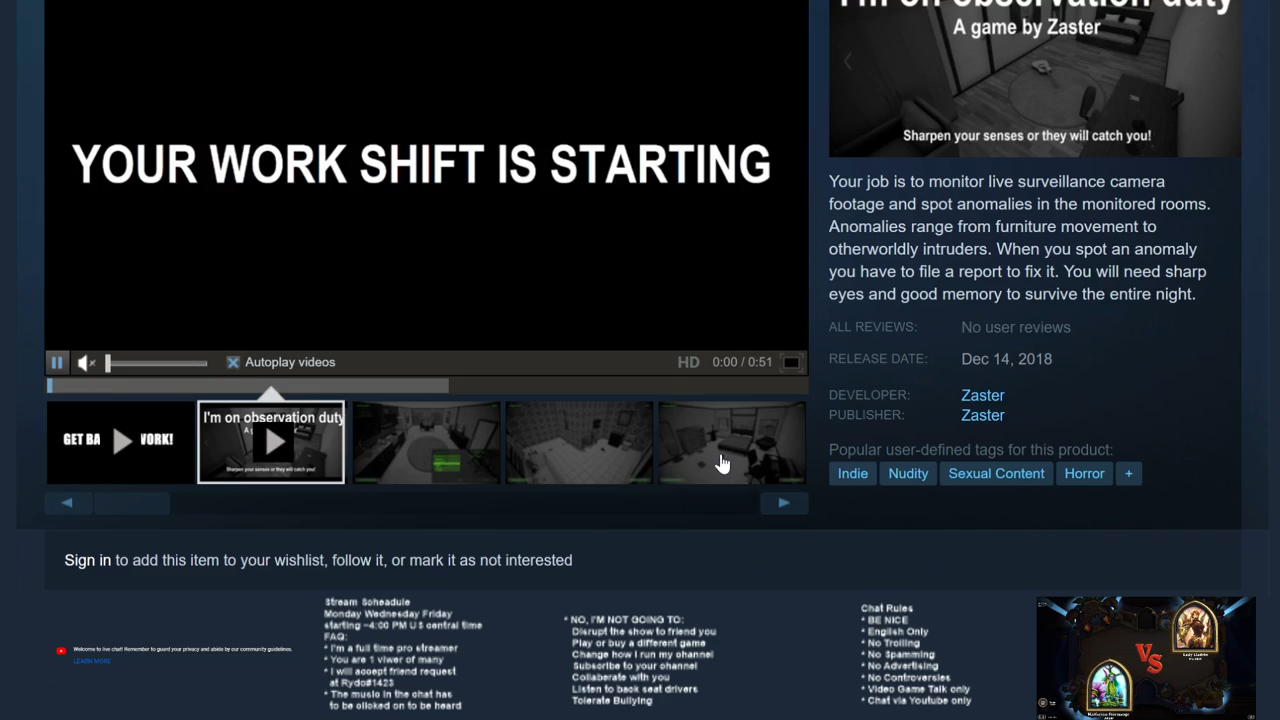 I'm on observation duty
A game by Zaster
Sharpen your senses or they will catch you!
YOUR WORK SHIFT IS STARTING
Your job is to monitor live surveillance camera
footage and spot anomalies in the monitored rooms.
Anomalies range from furniture movement to
otherworldly intruders. When you spot an anomaly
you have to file a report to fix it. You will need sharp
eyes and good memory to survive the entire night.
ALL REVIEWS: No user reviews
RELEASE DATE: Dec 14, 2018
DEVELOPER: Zaster
PUBLISHER: Zaster
Popular user-defined tags for this product:
Indie Nudity Sexual Content Horror +
Autoplay videos HD 0:00 / 0:51
GET BA WORK!
I'm on observation duty
Sharpen your senses or they will catch you!
Sign in to add this item to your wishlist, follow it, or mark it as not interested
Welcome to live chat! Remember to guard your privacy and abide by our community guidelines.
LEARN MORE
Stream Scheadule
Monday Wednesday Friday
starting ~4:00 PM US central time
FAQ:
* I'm a full time pro streamer
* You are 1 viwer of many
* I will accept friend request
at Rydo#1423
* The music in the chat has
to be clicked on to be heard
* NO, I'M NOT GOING TO:
Disrupt the show to friend you
Play or buy a different game
Change how I run my channel
Subscribe to your channel
Collaberate with you
Listen to back seat drivers
Tolerate Bullying
Chat Rules
* BE NICE
* English Only
* No Trolling
* No Spamming
* No Advertising
* No Controversies
* Video Game Talk only
* Chat via Youtube only
VS